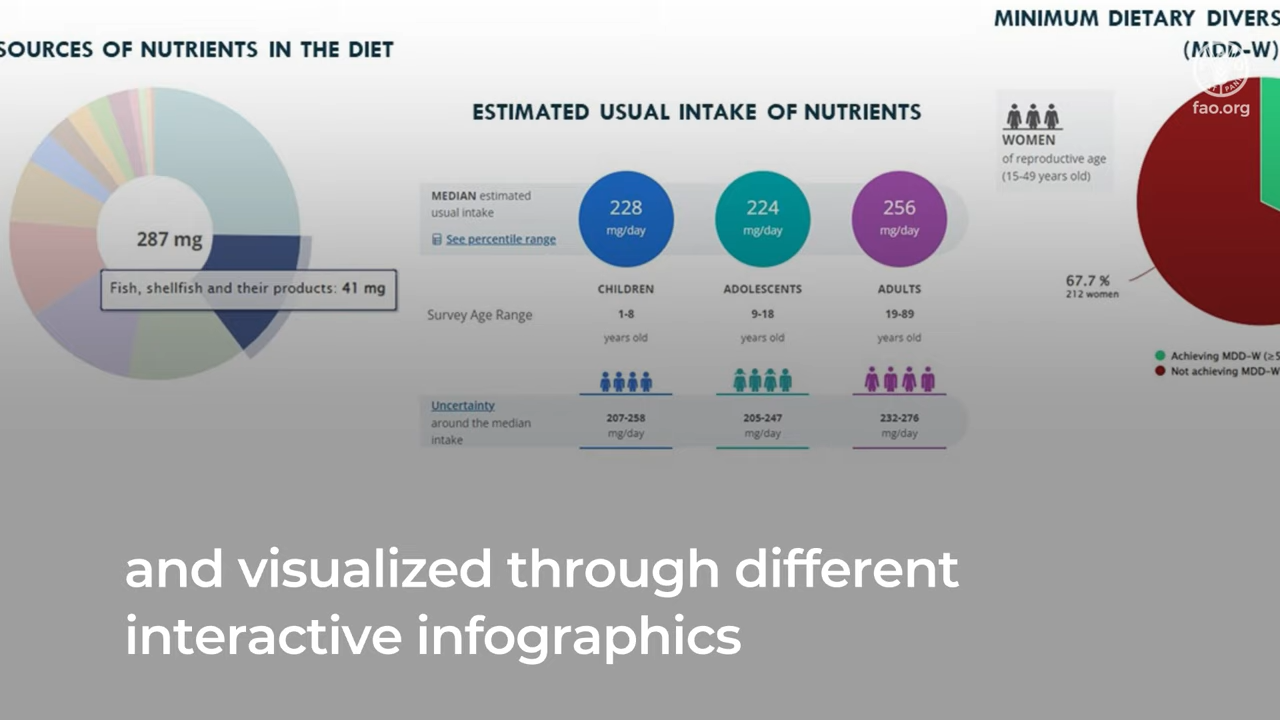 SOURCES OF NUTRIENTS IN THE DIET
287 mg
Fish, shellfish and their products: 41 mg
ESTIMATED USUAL INTAKE OF NUTRIENTS
MEDIAN estimated
usual intake
See percentile range
228
mg/day
224
mg/day
256
mg/day
CHILDREN
ADOLESCENTS
ADULTS
Survey Age Range
1-8
years old
9-18
years old
19-89
years old
Uncertainty
around the median
intake
207-258
mg/day
205-247
mg/day
232-276
mg/day
MINIMUM DIETARY DIVERS
(MDD-W)
fao.org
WOMEN
of reproductive age
(15-49 years old)
67.7 %
212 women
Achieving MDD-W (≥5
Not achieving MDD-W
and visualized through different
interactive infographics